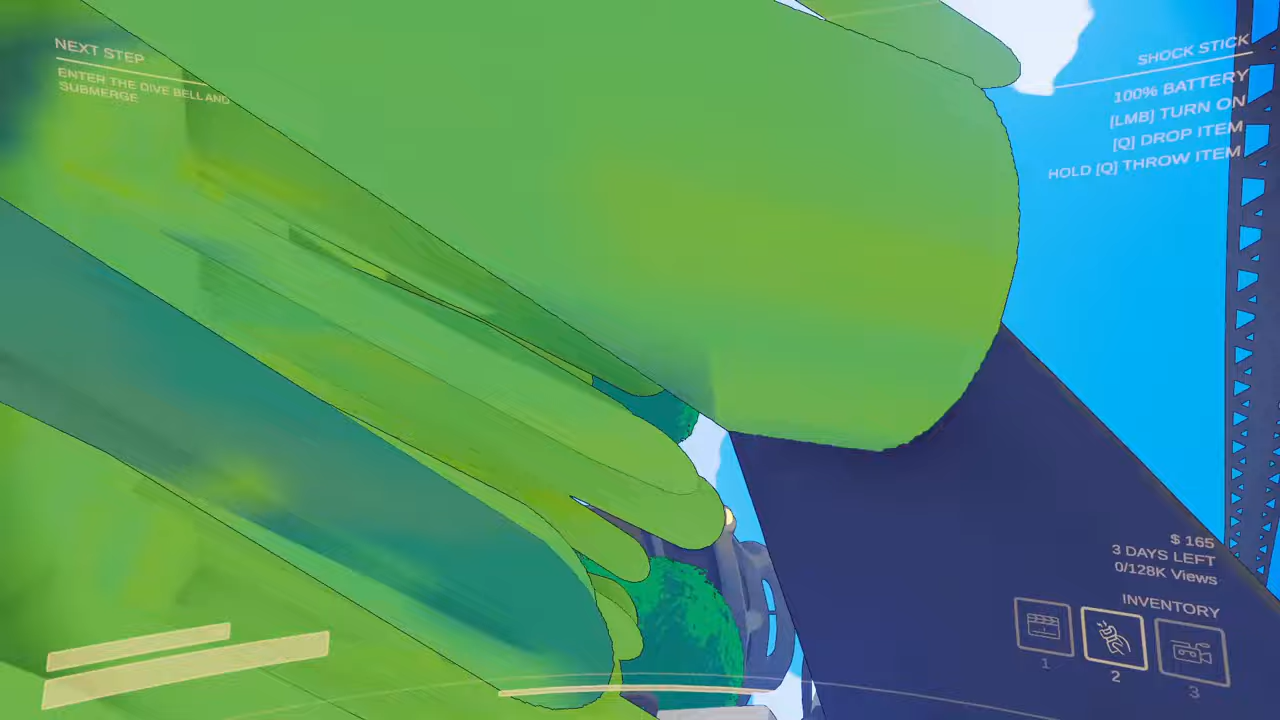 NEXT STEP
ENTER THE DIVE BELL AND
SUBMERGE
SHOCK STICK
100% BATTERY
[LMB] TURN ON
[Q] DROP ITEM
HOLD [Q] THROW ITEM
$ 165
3 DAYS LEFT
0/128K Views
INVENTORY
1
2
3